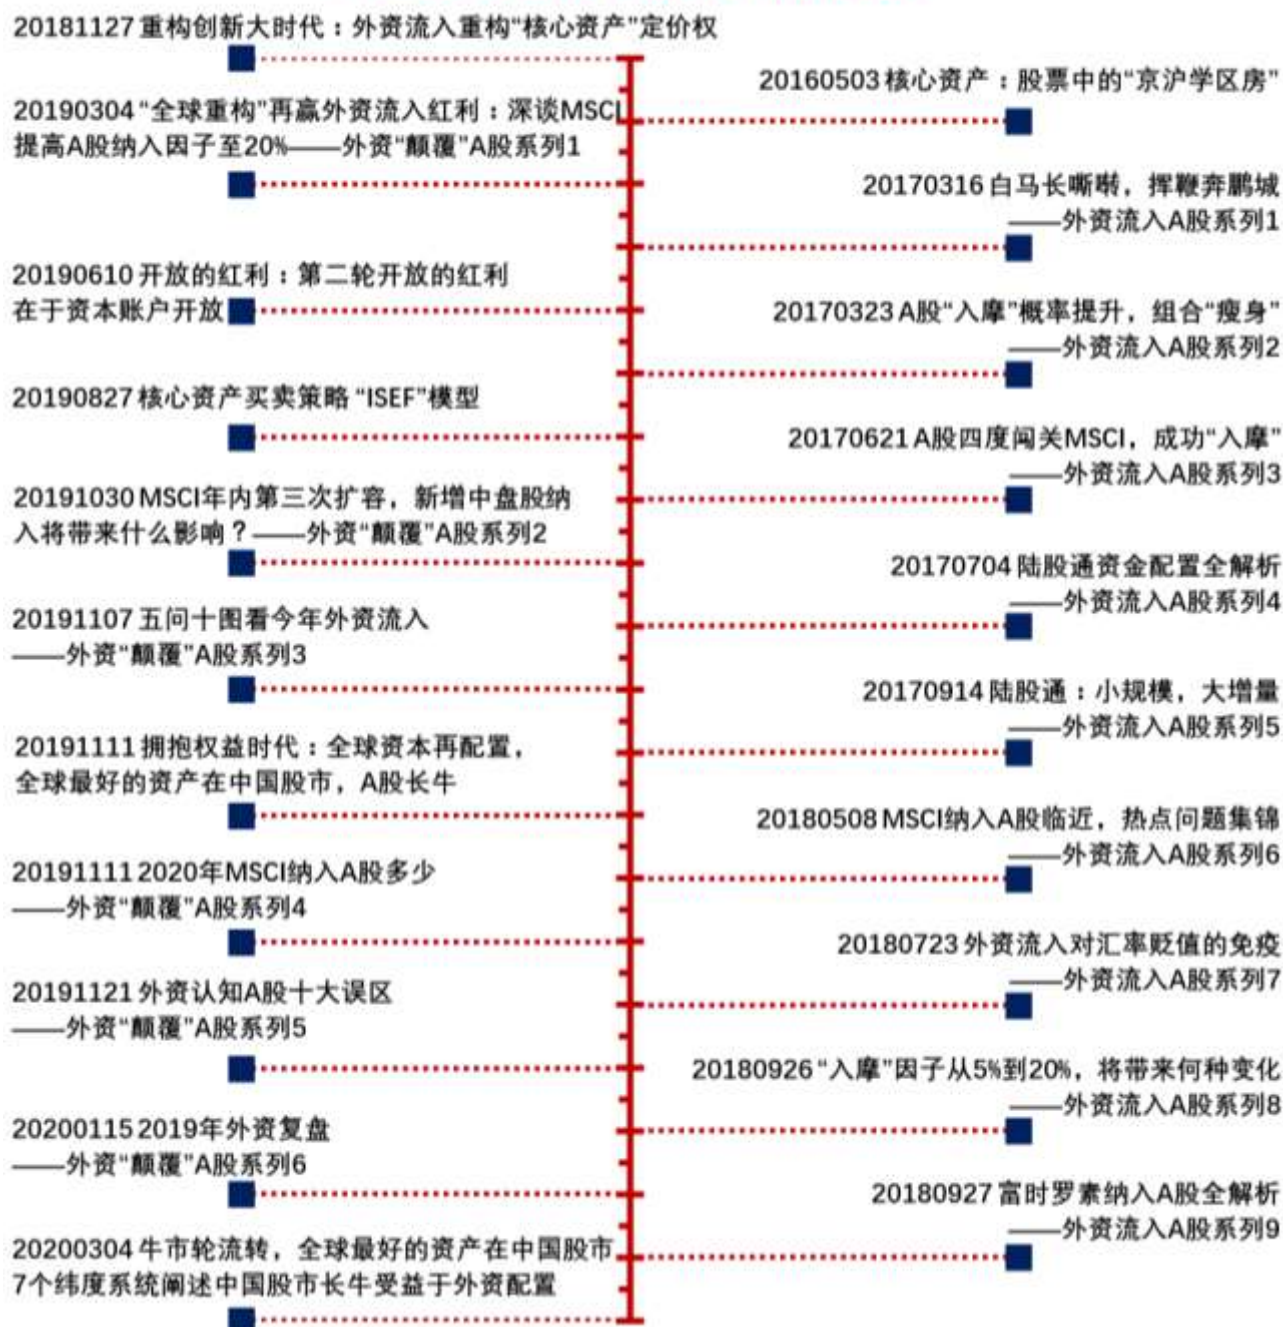 20181127 重构创新大时代：外资流入重构“核心资产”定价权
20190304 “全球重构”再赢外资流入红利：深谈MSCI
提高A股纳入因子至20%——外资“颠覆”A股系列1
20190610 开放的红利：第二轮开放的红利
在于资本账户开放
20190827 核心资产买卖策略 “ISEF”模型
20191030 MSCI年内第三次扩容，新增中盘股纳
入将带来什么影响？——外资“颠覆”A股系列2
20191107 五问十图看今年外资流入
——外资“颠覆”A股系列3
20191111 拥抱权益时代：全球资本再配置，
全球最好的资产在中国股市，A股长牛
20191111 2020年MSCI纳入A股多少
——外资“颠覆”A股系列4
20191121 外资认知A股十大误区
——外资“颠覆”A股系列5
20200115 2019年外资复盘
——外资“颠覆”A股系列6
20200304 牛市轮流转，全球最好的资产在中国股市
7个纬度系统阐述中国股市长牛受益于外资配置
20160503 核心资产：股票中的“京沪学区房”
20170316 白马长嘶啭，挥鞭奔鹏城
——外资流入A股系列1
20170323 A股“入摩”概率提升，组合“瘦身”
——外资流入A股系列2
20170621 A股四度闯关MSCI，成功“入摩”
——外资流入A股系列3
20170704 陆股通资金配置全解析
——外资流入A股系列4
20170914 陆股通：小规模，大增量
——外资流入A股系列5
20180508 MSCI纳入A股临近，热点问题集锦
——外资流入A股系列6
20180723 外资流入对汇率贬值的免疫
——外资流入A股系列7
20180926 “入摩”因子从5%到20%，将带来何种变化
——外资流入A股系列8
20180927 富时罗素纳入A股全解析
——外资流入A股系列9